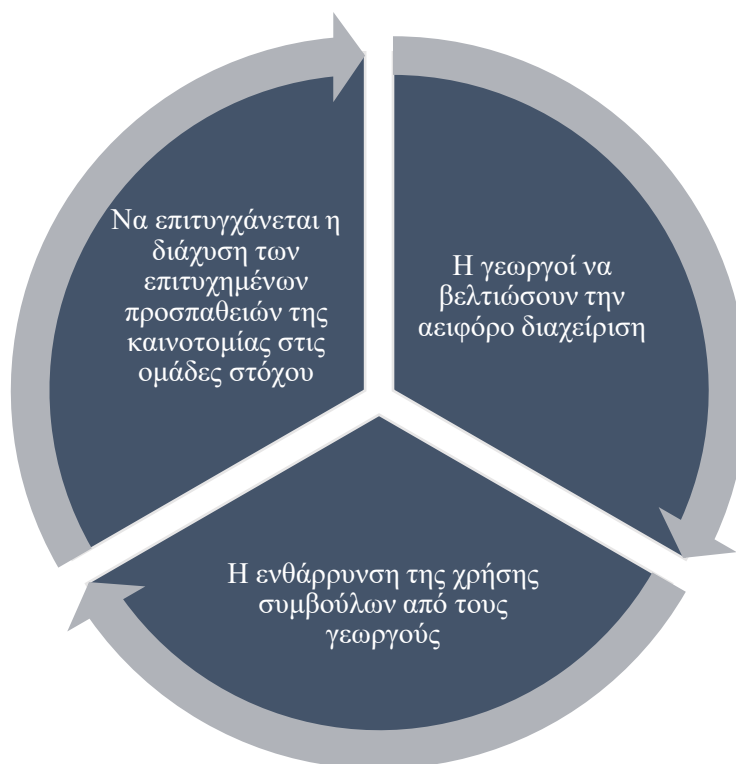 Να επιτυγχάνεται η
διάχυση των
επιτυχημένων
προσπαθειών της
καινοτομίας στις
ομάδες στόχου
Η γεωργοί να
βελτιώσουν την
αειφόρο διαχείριση
Η ενθάρρυνση της χρήσης
συμβούλων από τους
γεωργούς